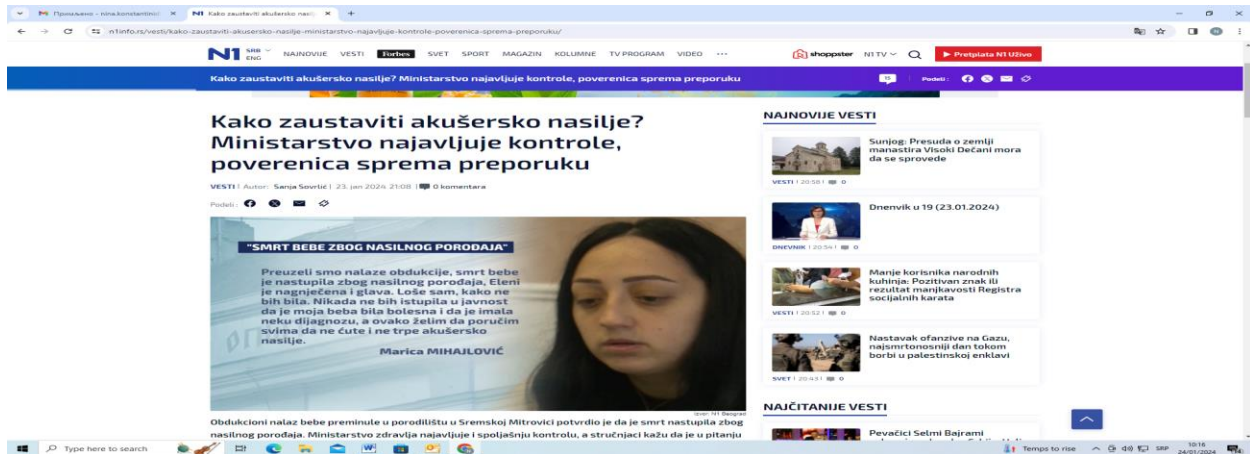 Kako zaustaviti akušersko nasilj
n1info.rs/vesti/kako-zaustaviti-akusersko-nasilje-ministarstvo-najavljuje-kontrole-poverenica-sprema-preporuku/
N1 SRB ENG NAJNOVIJE VESTI Forbes SVET SPORT MAGAZIN KOLUMNE TV PROGRAM VIDEO ... shoppster N1 TV Pretplata N1 Uživo
Kako zaustaviti akušersko nasilje? Ministarstvo najavljuje kontrole, poverenica sprema preporuku 15 Podeli:
Kako zaustaviti akušersko nasilje?
Ministarstvo najavljuje kontrole,
poverenica sprema preporuku
VESTI | Autor: Sanja Sovrlić | 23. jan 2024 21:08 | 0 komentara
Podeli:
"SMRT BEBE ZBOG NASILNOG POROĐAJA"
Preuzeli smo nalaze obdukcije, smrt bebe
je nastupila zbog nasilnog porođaja, Eleni
je nagnječena i glava. Loše sam, kako ne
bih bila. Nikada ne bih istupila u javnost
da je moja beba bila bolesna i da je imala
neku dijagnozu, a ovako želim da poručim
svima da ne ćute i ne trpe akušersko
nasilje.
Marica MIHAJLOVIĆ
Izvor: N1 Beograd
Obdukcioni nalaz bebe preminule u porodilištu u Sremskoj Mitrovici potvrdio je da je smrt nastupila zbog
nasilnog porođaja. Ministarstvo zdravlja najavljuje i spoljašnju kontrolu, a stručnjaci kažu da je u pitanju
NAJNOVIJE VESTI
Sunjog: Presuda o zemlji
manastira Visoki Dečani mora
da se sprovede
VESTI | 20:58 | 0
Dnenvik u 19 (23.01.2024)
DNEVNIK | 20:54 | 0
Manje korisnika narodnih
kuhinja: Pozitivan znak ili
rezultat manjkavosti Registra
socijalnih karata
VESTI | 20:52 | 0
Nastavak ofanzive na Gazu,
najsmrtonosniji dan tokom
borbi u palestinskoj enklavi
SVET | 20:43 | 0
NAJČITANIJE VESTI
Pevačici Selmi Bajrami
Type here to search
Temps to rise SRP 10:16
24/01/2024